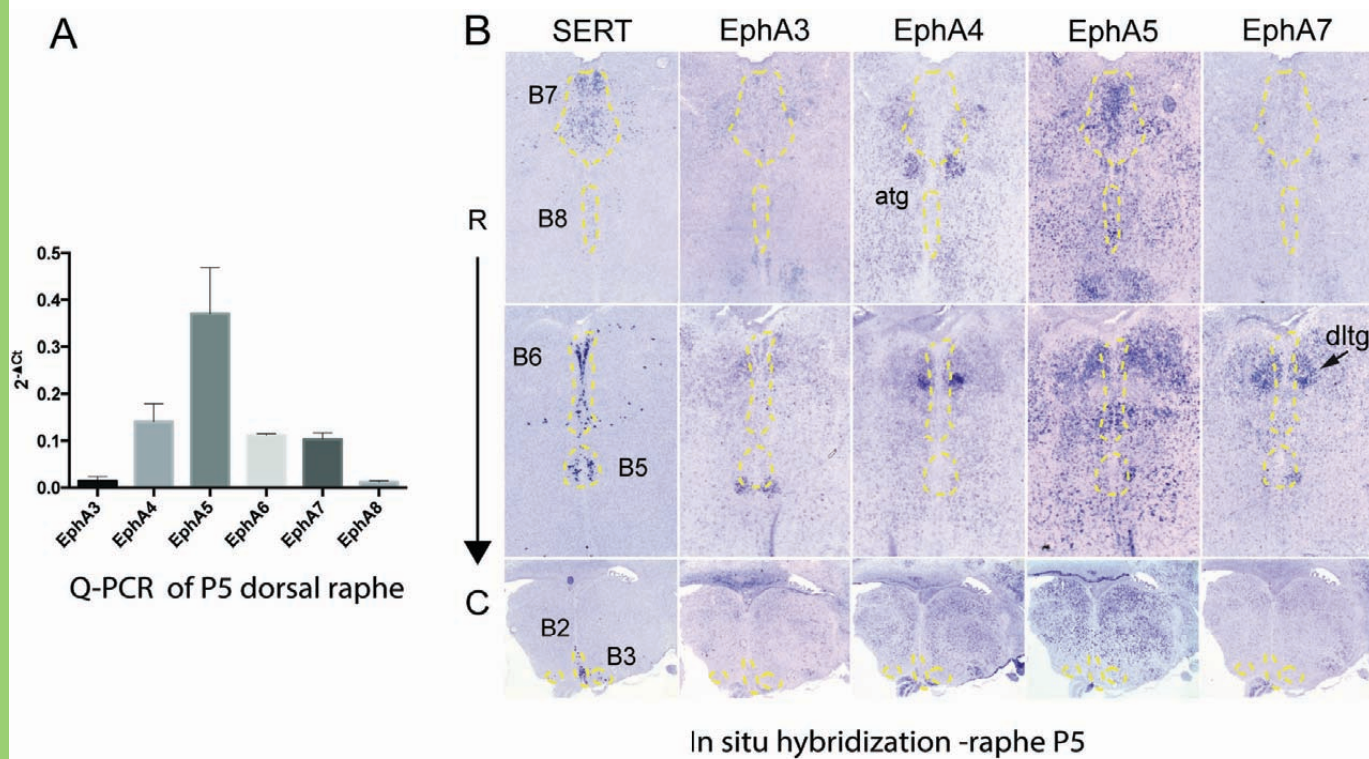 A
0.5
0.4
0.3
0.2
0.1
0.0
2-ΔCt
EphA3
EphA4
EphA5
EphA6
EphA7
EphA8
Q-PCR of P5 dorsal raphe
B
SERT
EphA3
EphA4
EphA5
EphA7
R
B7
B8
atg
B6
B5
dltg
C
B2
B3
In situ hybridization -raphe P5